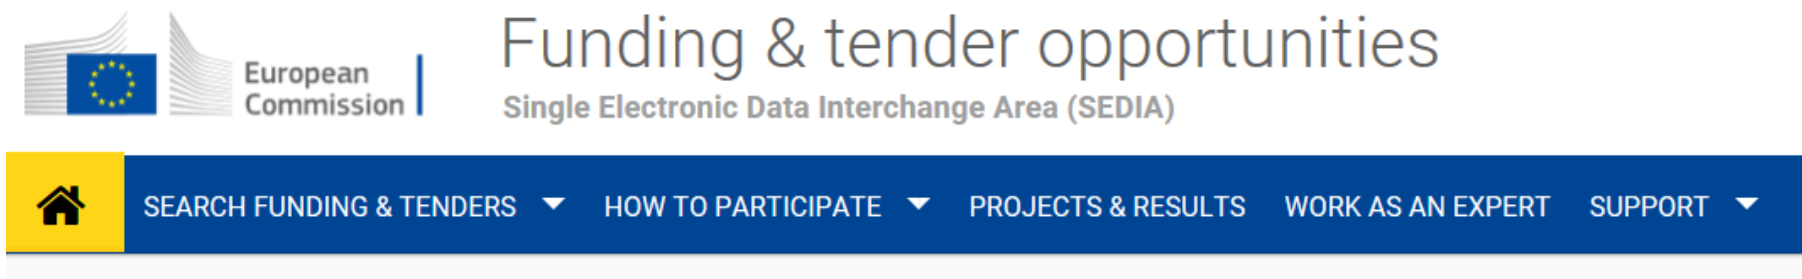 European
Commission
Funding & tender opportunities
Single Electronic Data Interchange Area (SEDIA)
SEARCH FUNDING & TENDERS HOW TO PARTICIPATE PROJECTS & RESULTS WORK AS AN EXPERT SUPPORT